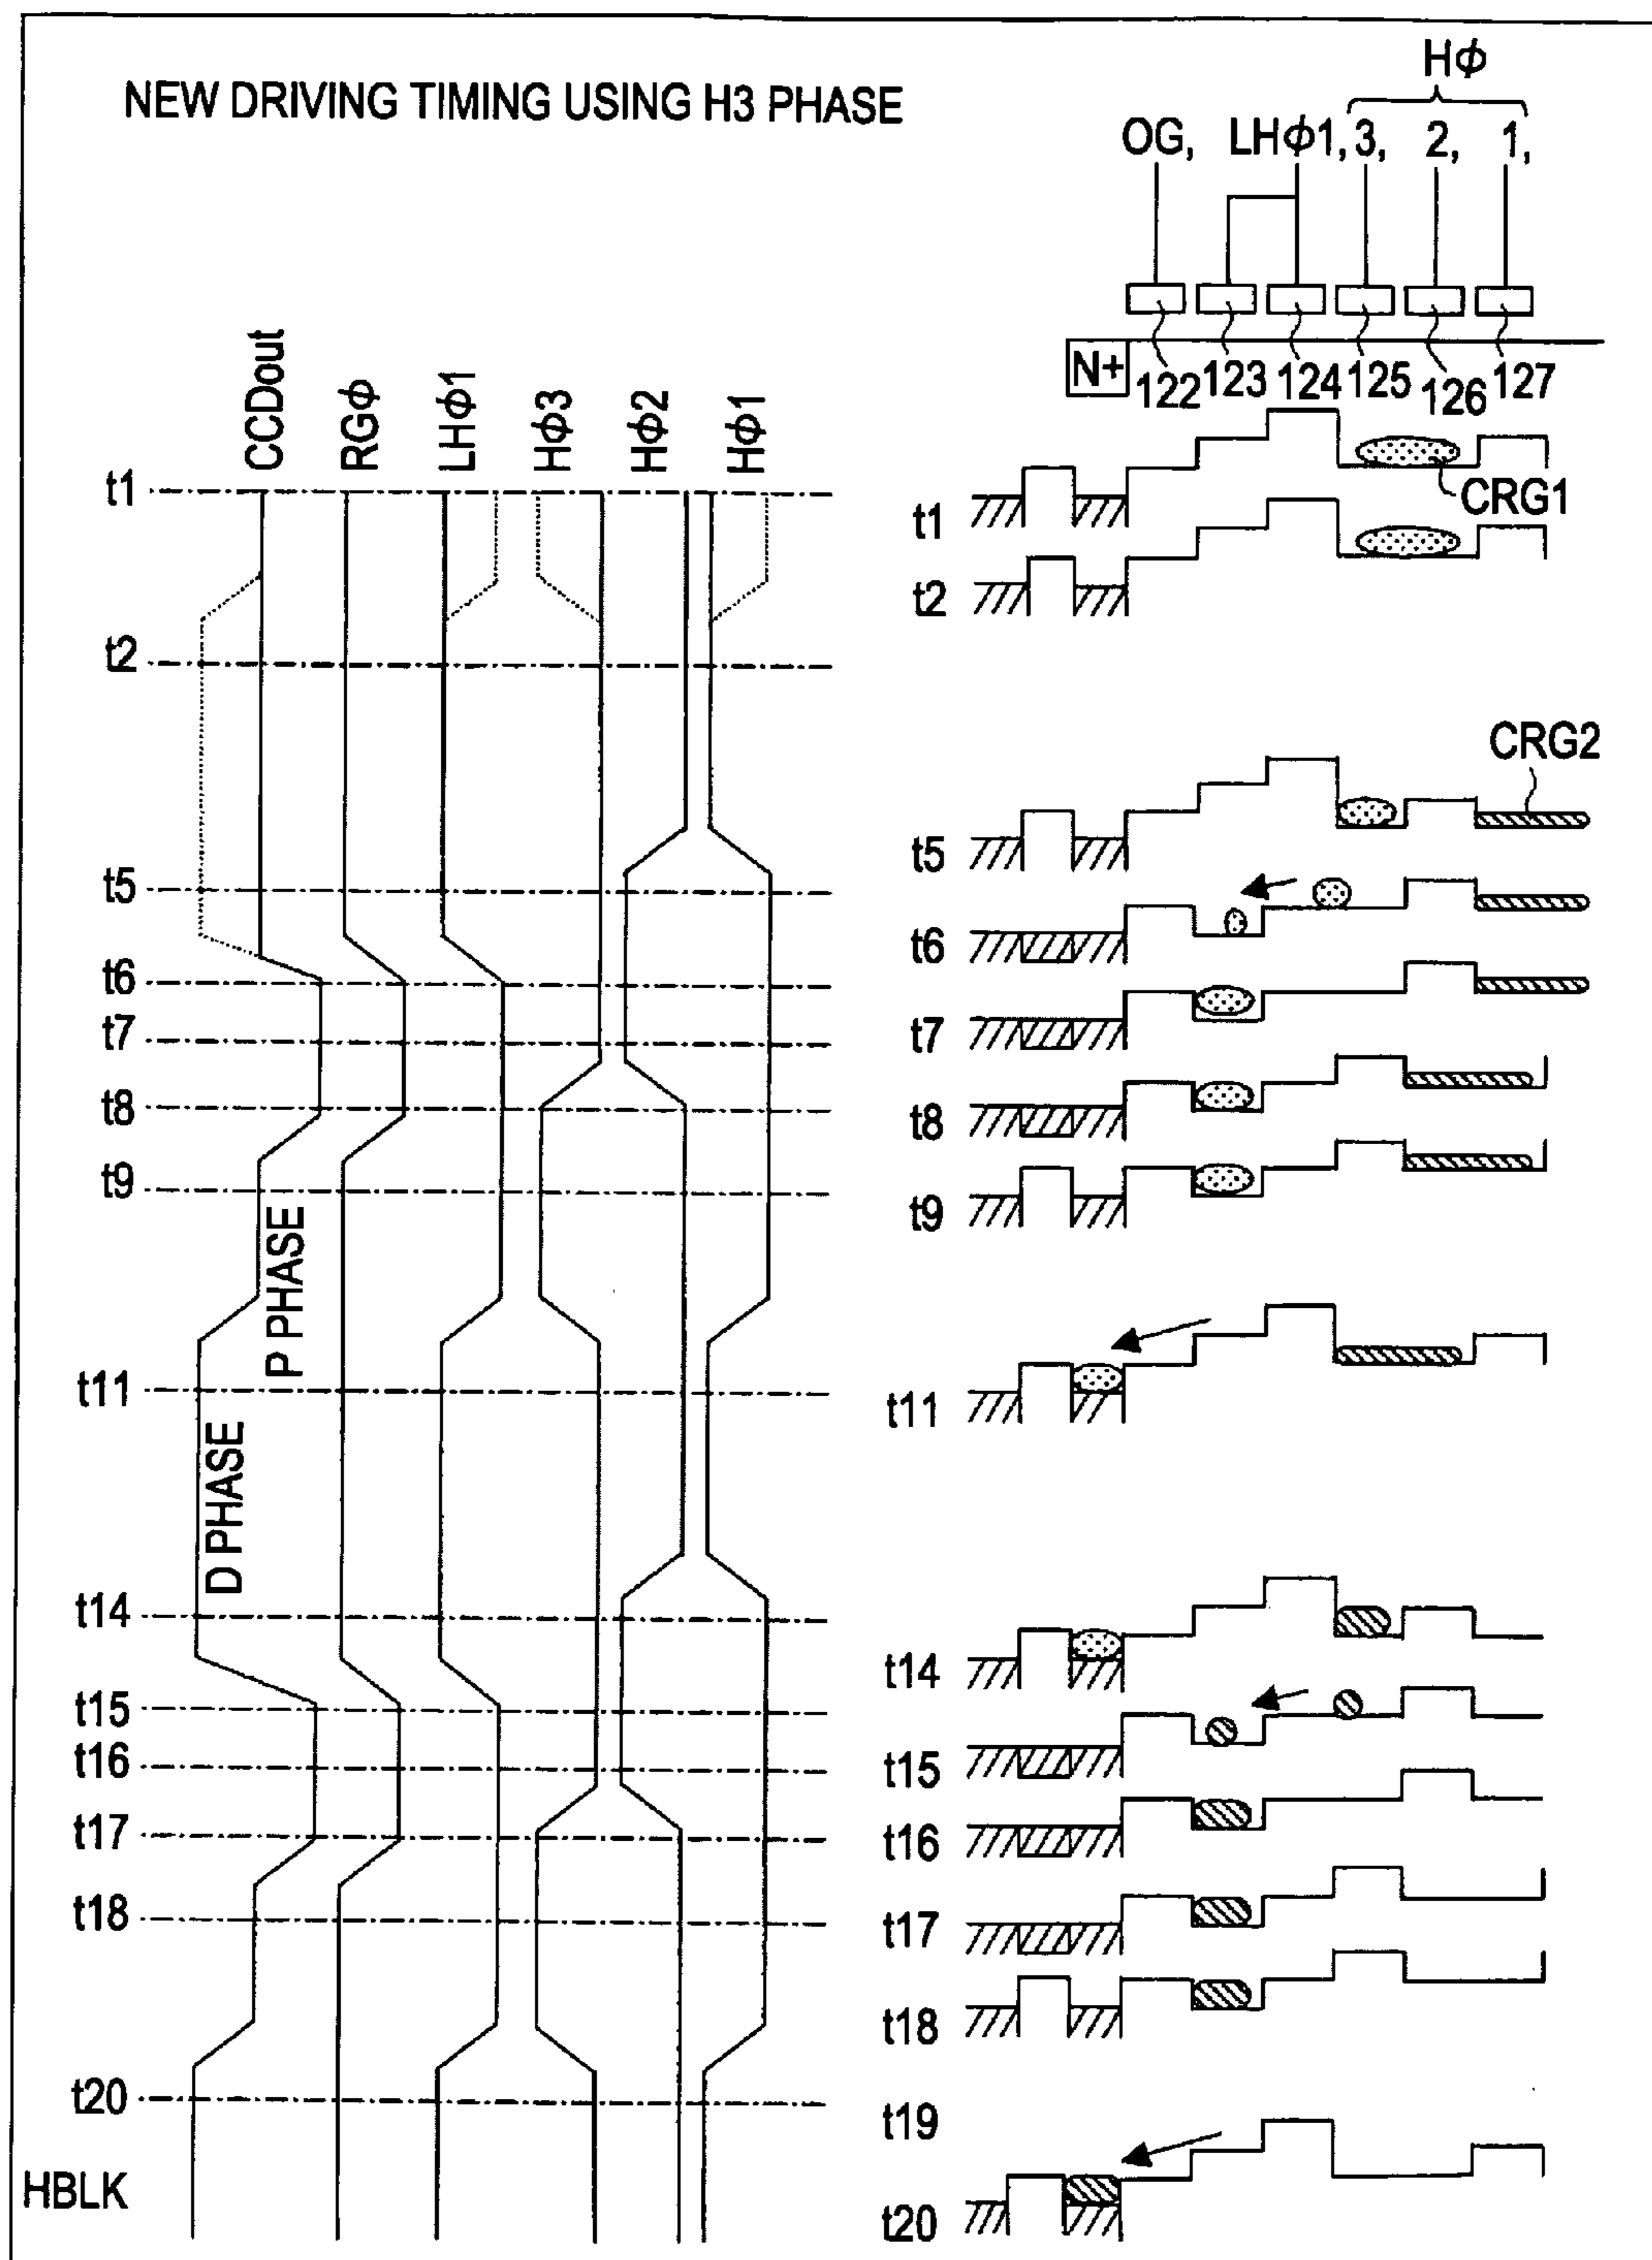 NEW DRIVING TIMING USING H3 PHASE
Hϕ
OG, LHϕ1, 3, 2, 1,
N+ 122 123 124 125 126 127
CCDout
RGϕ
LHϕ1
Hϕ3
Hϕ2
Hϕ1
t1
t2
t5
t6
t7
t8
t9
t11
t14
t15
t16
t17
t18
t20
HBLK
P PHASE
D PHASE
t1
CRG1
t2
CRG2
t5
t6
t7
t8
t9
t11
t14
t15
t16
t17
t18
t19
t20